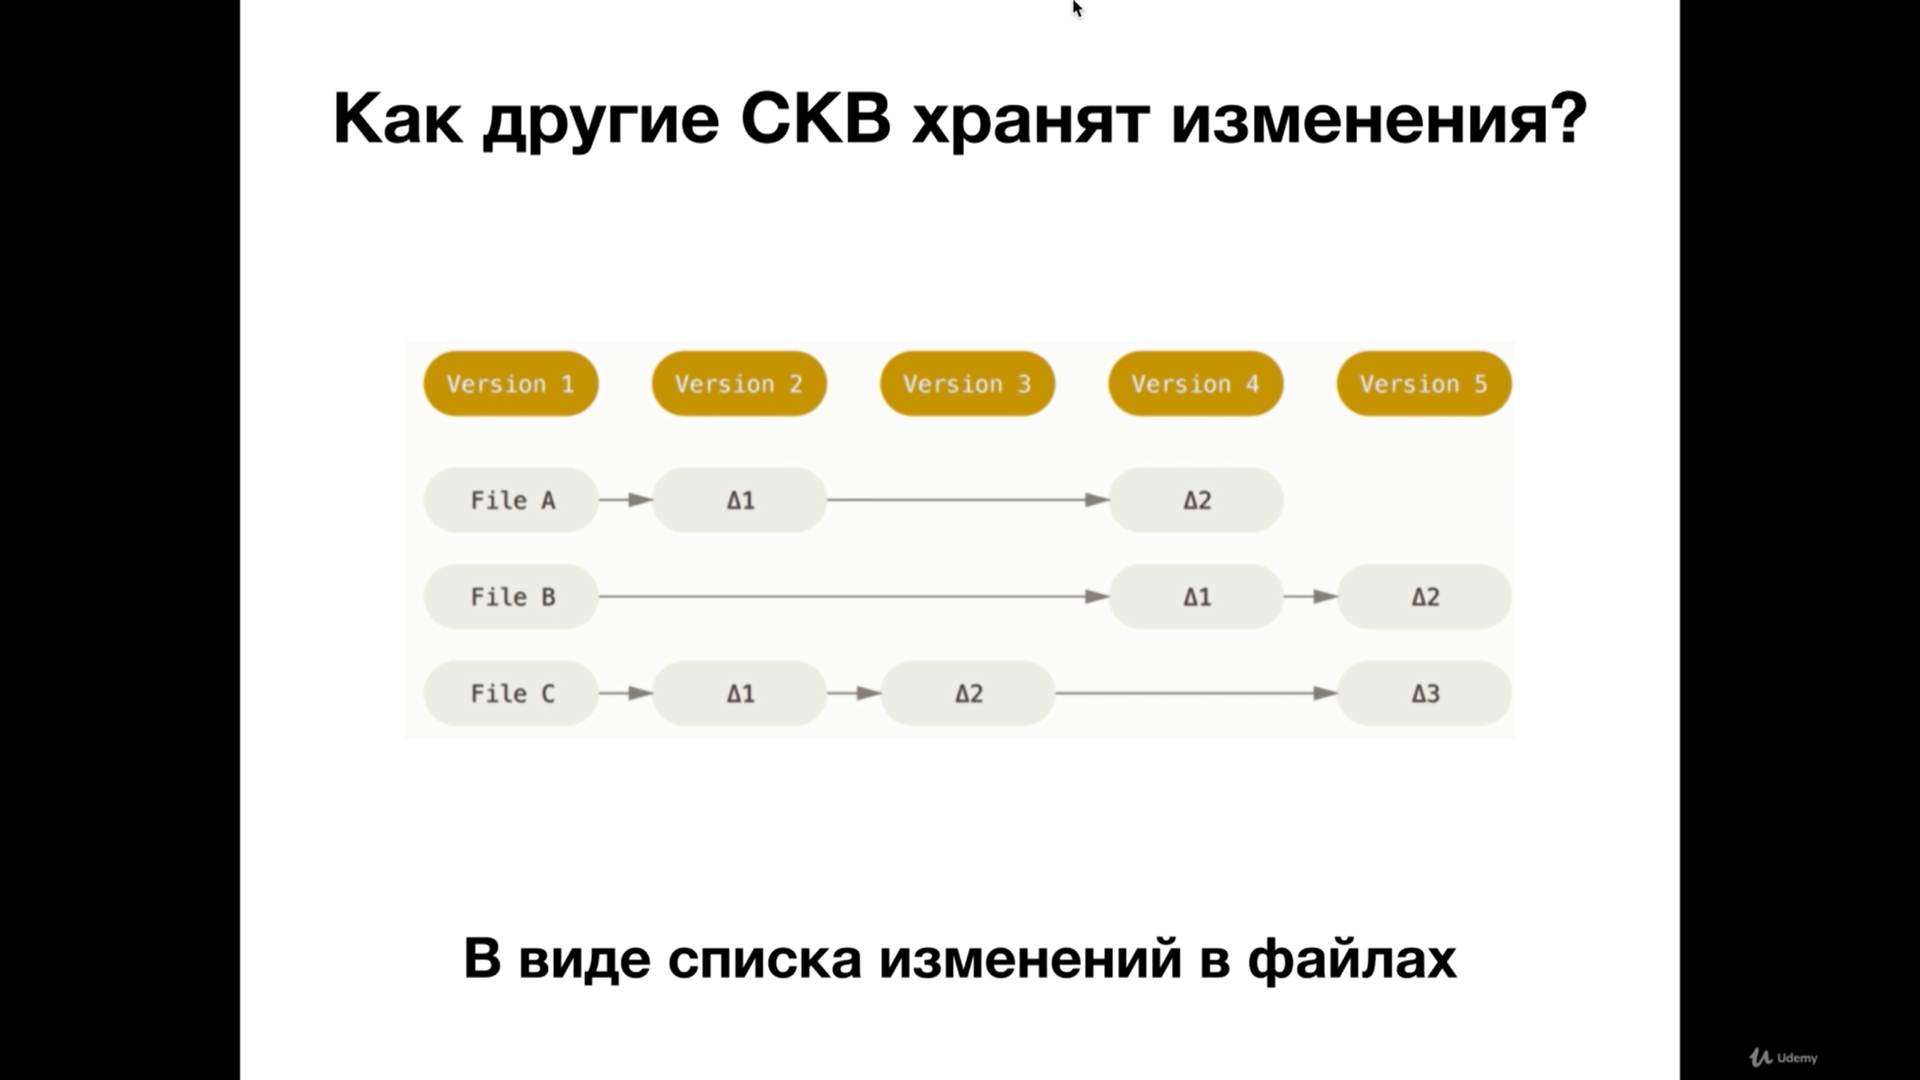 Как другие СКВ хранят изменения?
Version 1 Version 2 Version 3 Version 4 Version 5
File A Δ1 Δ2
File B Δ1 Δ2
File C Δ1 Δ2 Δ3
В виде списка изменений в файлах
Udemy